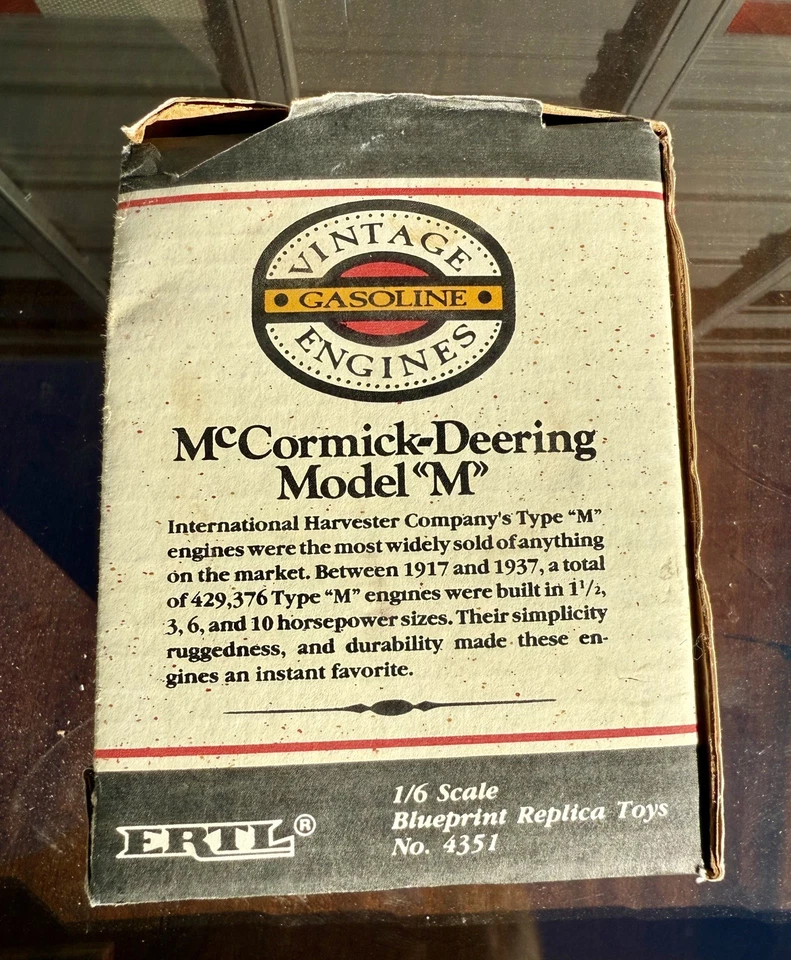 VINTAGE
GASOLINE
ENGINES
McCormick-Deering
Model “M”
International Harvester Company's Type “M”
engines were the most widely sold of anything
on the market. Between 1917 and 1937, a total
of 429,376 Type “M” engines were built in 1 1/2,
3, 6, and 10 horsepower sizes. Their simplicity
ruggedness, and durability made these en-
gines an instant favorite.
ERTL®
1/6 Scale
Blueprint Replica Toys
No. 4351